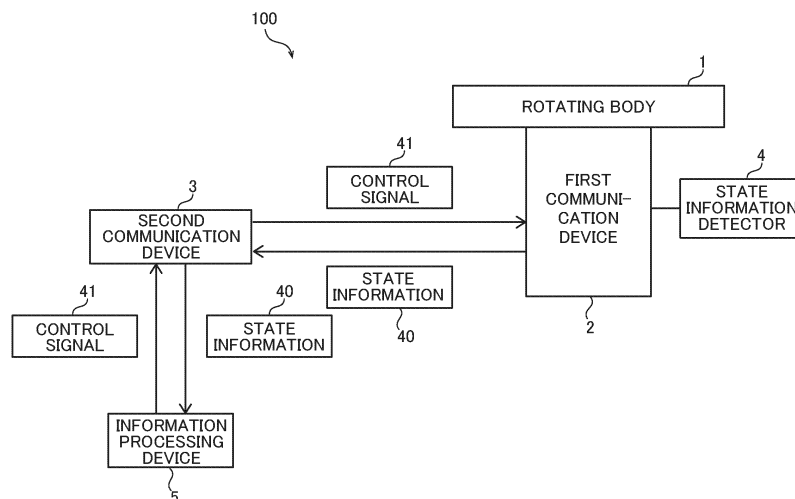 100
1
ROTATING BODY
41
CONTROL
SIGNAL
4
FIRST
COMMUNI-
CATION
DEVICE
STATE
INFORMATION
DETECTOR
3
SECOND
COMMUNICATION
DEVICE
STATE
INFORMATION
40
2
41
CONTROL
SIGNAL
40
STATE
INFORMATION
INFORMATION
PROCESSING
DEVICE
5